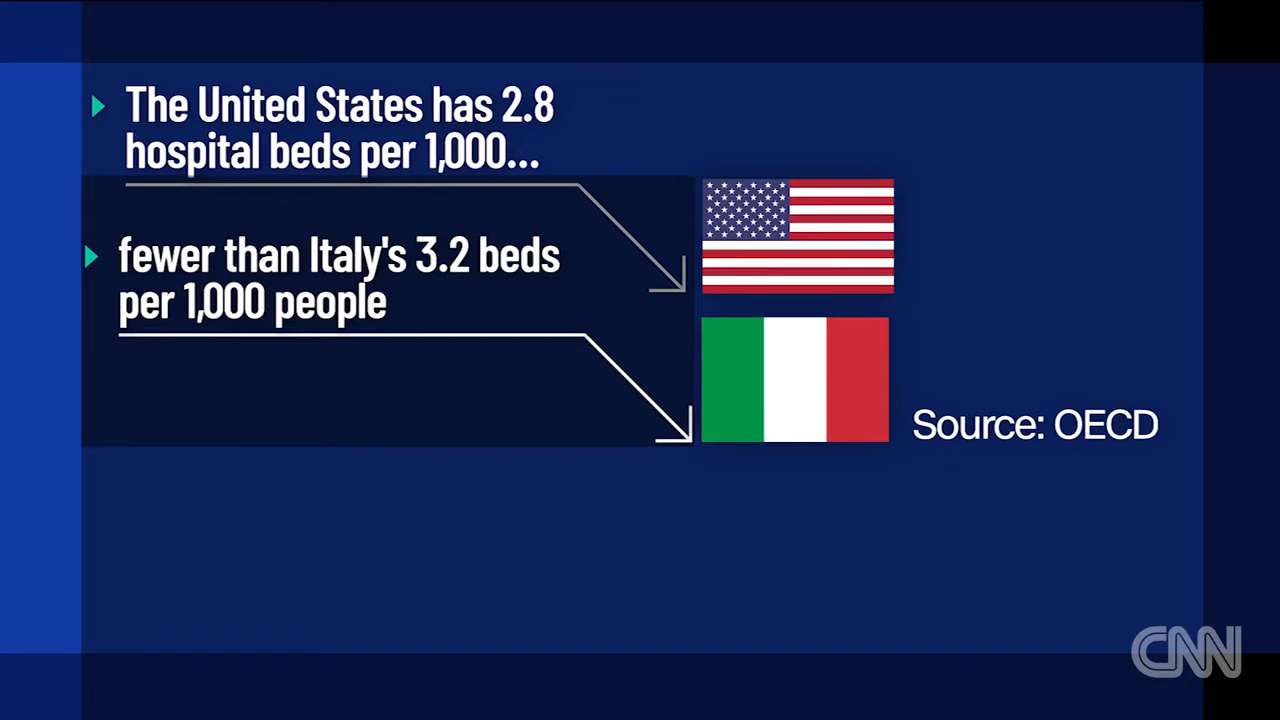 The United States has 2.8
hospital beds per 1,000...
fewer than Italy's 3.2 beds
per 1,000 people
Source: OECD
CNN